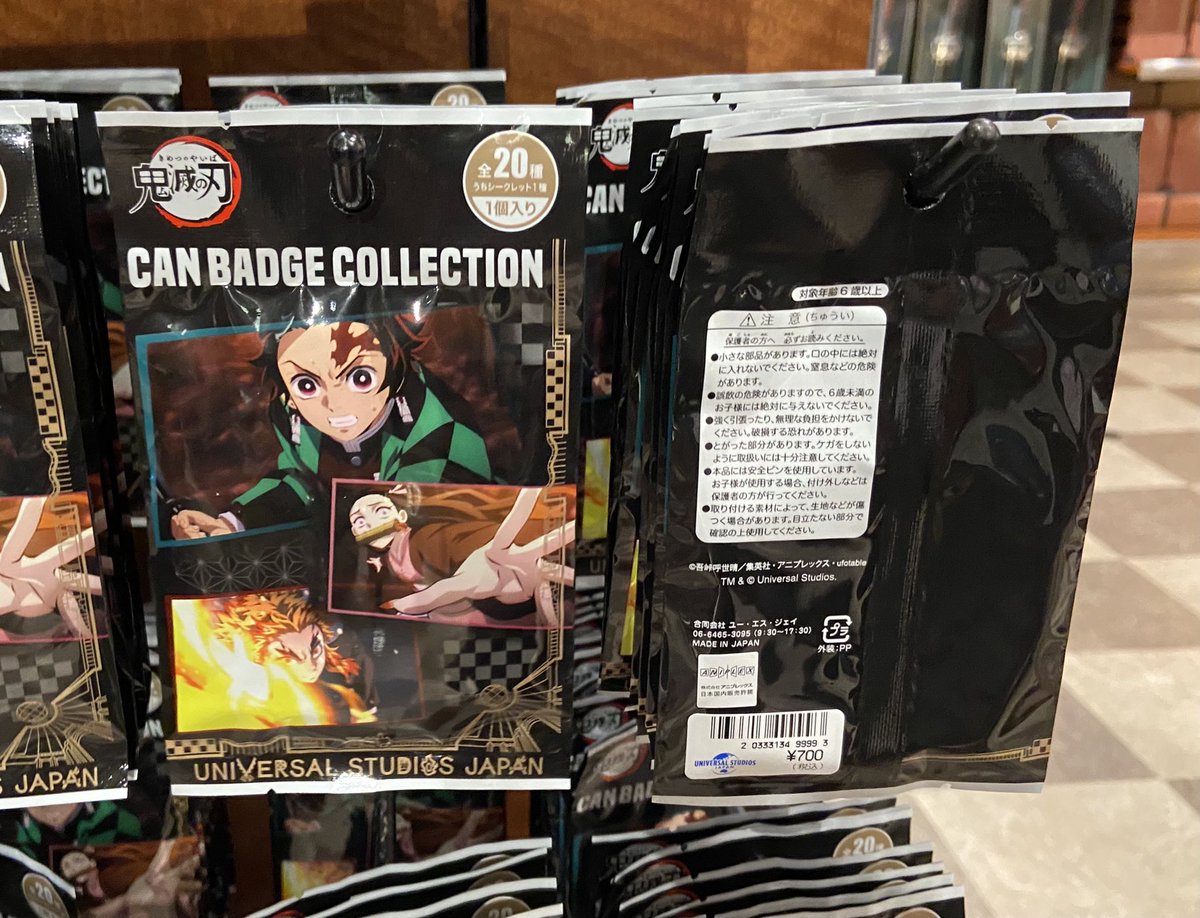 きめつのやいば
鬼滅の刃
全20種
うちシークレット1種
1個入り
CAN BADGE COLLECTION
UNIVERSAL STUDIOS JAPAN
対象年齢6歳以上
⚠注 意(ちゅうい)
保護者の方へ 必ずお読みください。
●小さな部品があります。口の中には絶対
に入れないでください。窒息などの危険
があります。
●誤飲の危険がありますので、6歳未満の
お子様には絶対に与えないでください。
●強く引張ったり、無理な負担をかけないで
ください。破損する恐れがあります。
●とがった部分があります。ケガをしない
ように取扱いには十分注意してください。
●本品には安全ピンを使用しています。
お子様が使用する場合、付け外しなどは
保護者の方が行ってください。
●取り付ける素材によって、生地などが傷
つく場合があります。目立たない部分で
確認の上使用してください。
©吾峠呼世晴/集英社・アニプレックス・ufotable
TM & © Universal Studios.
合同会社 ユー・エス・ジェイ
06-6465-3095 (9:30~17:30)
MADE IN JAPAN
プラ
外装:PP
ANIPLEX
株式会社アニプレックス
日本国内販売許諾
2 0333134 9999 3
¥700
(税込)
UNIVERSAL STUDIOS
JAPAN
S JAPAN
CAN
CAN BA
全20種